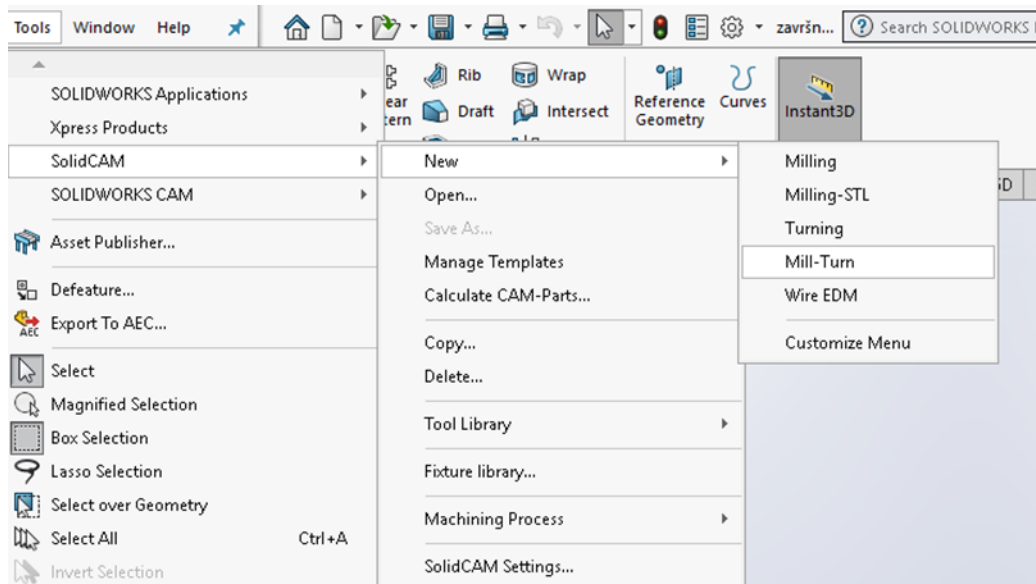 Tools Window Help završn... Search SOLIDWORKS
Rib Wrap
Draft Intersect
Reference Geometry
Curves
Instant3D
SOLIDWORKS Applications
Xpress Products
SolidCAM
SOLIDWORKS CAM
Asset Publisher...
Defeature...
AEC Export To AEC...
Select
Magnified Selection
Box Selection
Lasso Selection
Select over Geometry
Select All Ctrl+A
Invert Selection
New
Open...
Save As...
Manage Templates
Calculate CAM-Parts...
Copy...
Delete...
Tool Library
Fixture library...
Machining Process
SolidCAM Settings...
Milling
Milling-STL
Turning
Mill-Turn
Wire EDM
Customize Menu